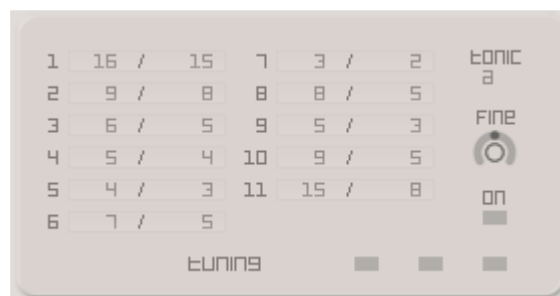 1 16 / 15 7 3 / 2 tonic
2 9 / 8 8 8 / 5 a
3 6 / 5 9 5 / 3 Fine
4 5 / 4 10 9 / 5
5 4 / 3 11 15 / 8 on
6 7 / 5
tuning